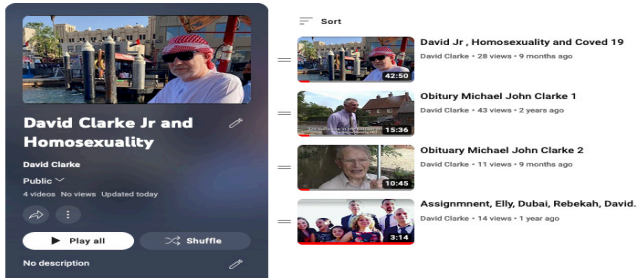 David Clarke Jr and
Homosexuality
David Clarke
Public
4 videos No views Updated today
Play all
Shuffle
No description
Sort
David Jr , Homosexuality and Coved 19
David Clarke • 28 views • 9 months ago
42:50
Obitury Michael John Clarke 1
David Clarke • 43 views • 2 years ago
15:36
Obituary Michael John Clarke 2
David Clarke • 11 views • 9 months ago
10:45
Assignmnent, Elly, Dubai, Rebekah, David.
David Clarke • 14 views • 1 year ago
3:14